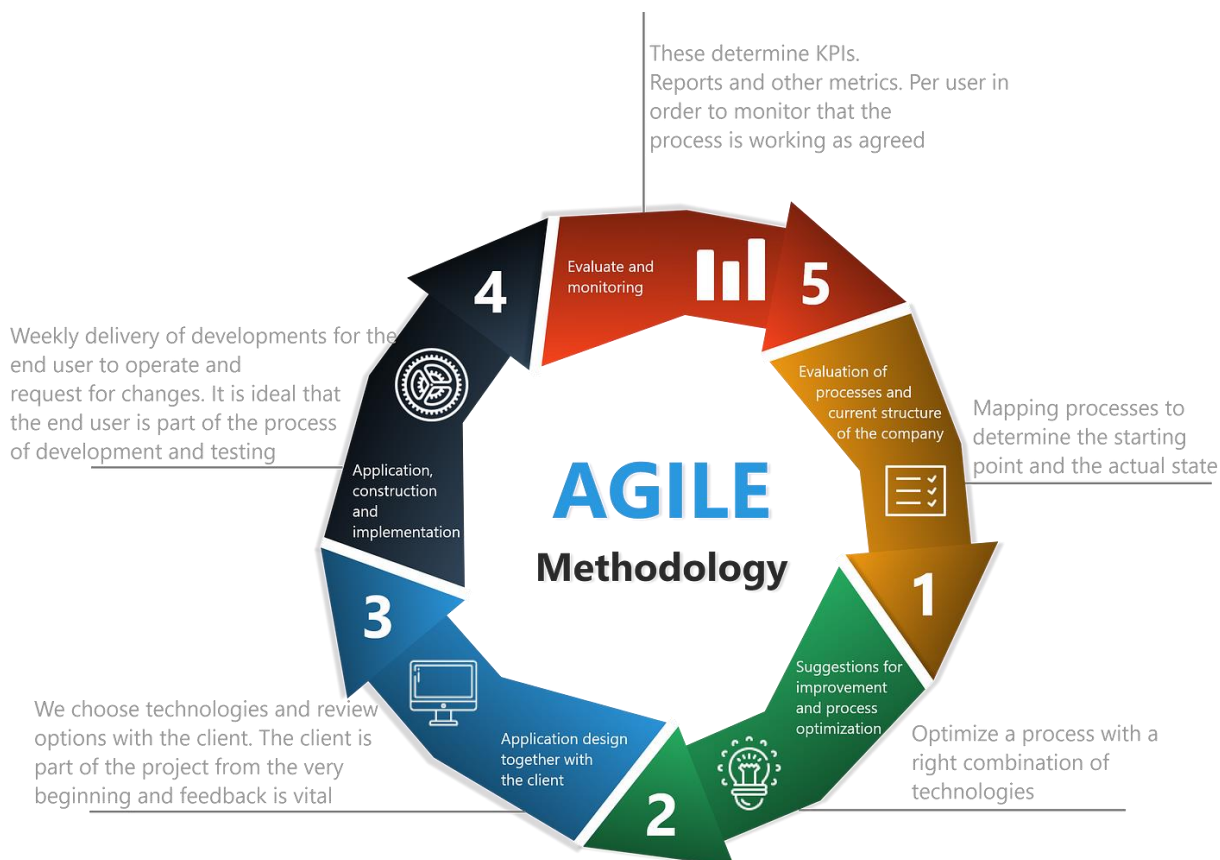 These determine KPIs.
Reports and other metrics. Per user in
order to monitor that the
process is working as agreed
Evaluate and
monitoring
5
4
Weekly delivery of developments for the
end user to operate and
request for changes. It is ideal that
the end user is part of the process
of development and testing
Application,
construction
and
implementation
Evaluation of
processes and
current structure
of the company
Mapping processes to
determine the starting
point and the actual state
AGILE
Methodology
1
3
Suggestions for
improvement
and process
optimization
We choose technologies and review
options with the client. The client is
part of the project from the very
beginning and feedback is vital
Application design
together with
the client
2
Optimize a process with a
right combination of
technologies